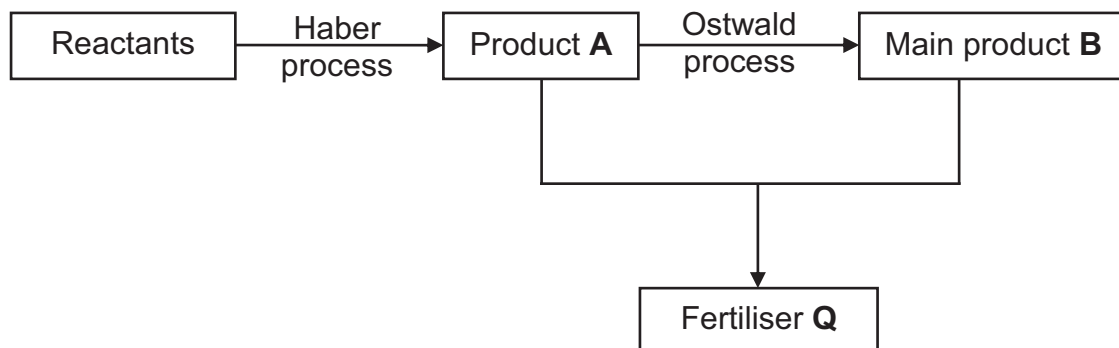 Reactants
Haber
process
Product A
Ostwald
process
Main product B
Fertiliser Q